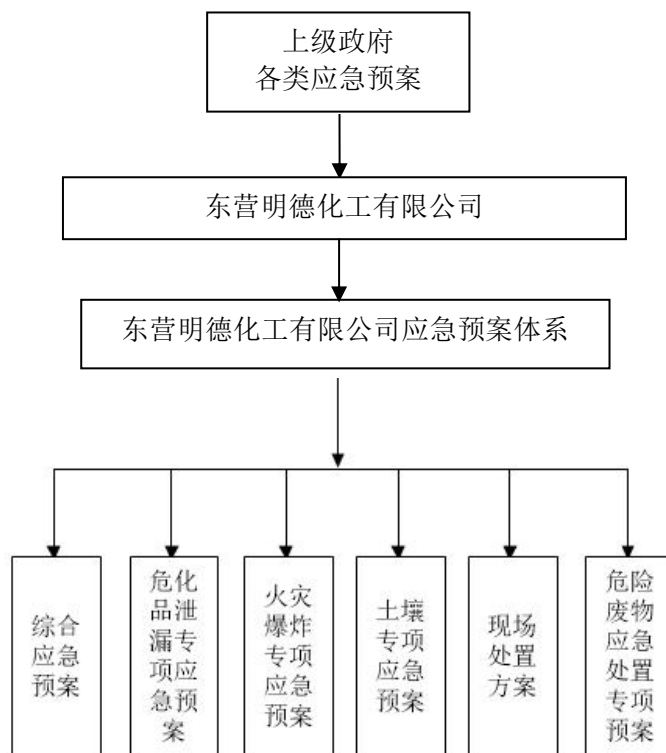 上级政府
各类应急预案
东营明德化工有限公司
东营明德化工有限公司应急预案体系
综合
应急
预案
危化
品泄
漏专
项应
急预
案
火灾
爆炸
专项
应急
预案
土壤
专项
应急
预案
现场
处置
方案
危险
废物
应急
处置
专项
预案